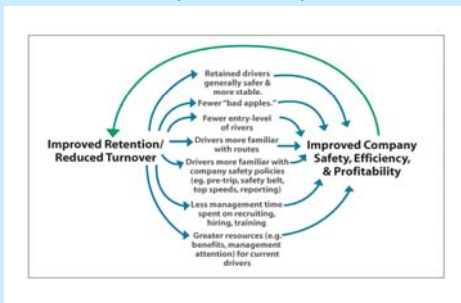 Retained drivers
generally safer &
more stable.
Fewer "bad apples."
Fewer entry-level
of rivers
Improved Retention/
Reduced Turnover
Drivers more familiar
with routes
Drivers more familiar with
company safety policies
(eg. pre-trip, safety belt,
top speeds, reporting)
Less management time
spent on recruiting,
hiring, training
Greater resources (e.g.
benefits, management
attention) for current
drivers
Improved Company
Safety, Efficiency,
& Profitability